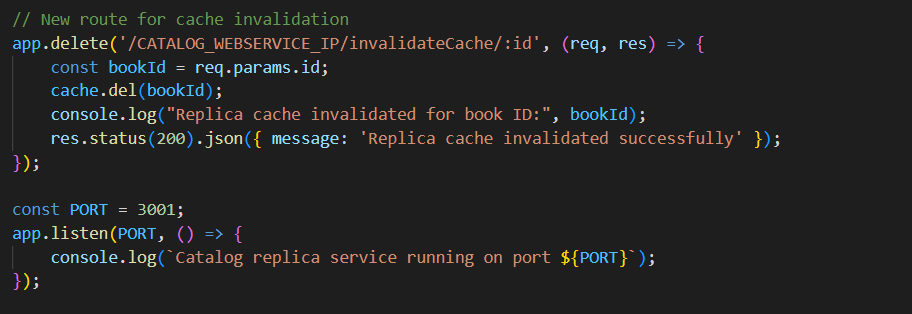 // New route for cache invalidation
app.delete('/CATALOG_WEBSERVICE_IP/invalidateCache/:id', (req, res) => {
    const bookId = req.params.id;
    cache.del(bookId);
    console.log("Replica cache invalidated for book ID:", bookId);
    res.status(200).json({ message: 'Replica cache invalidated successfully' });
});

const PORT = 3001;
app.listen(PORT, () => {
    console.log(`Catalog replica service running on port ${PORT}`);
});